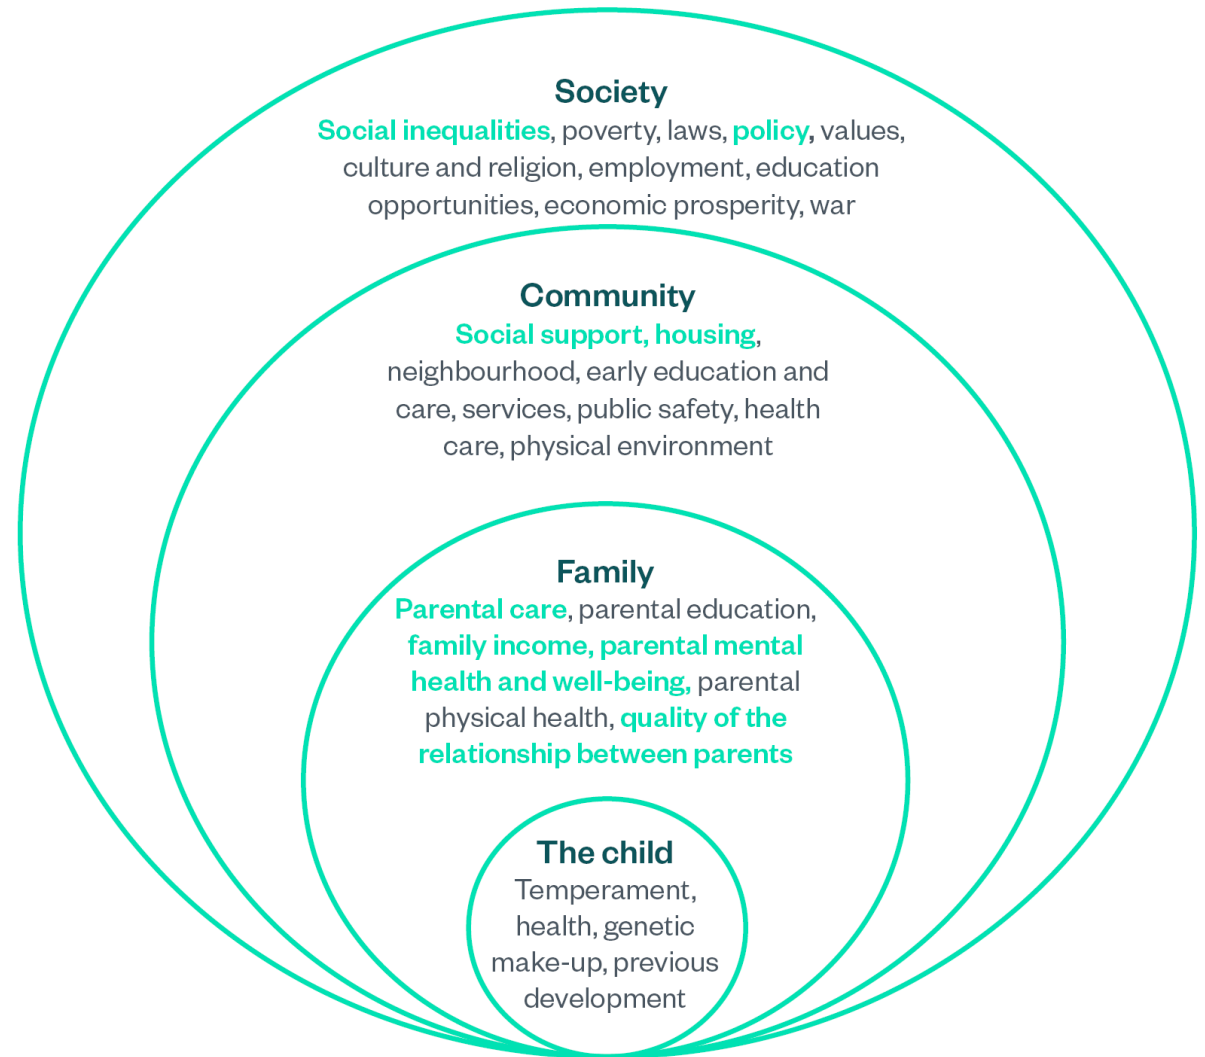 Society
Social inequalities, poverty, laws, policy, values,
culture and religion, employment, education
opportunities, economic prosperity, war
Community
Social support, housing,
neighbourhood, early education and
care, services, public safety, health
care, physical environment
Family
Parental care, parental education,
family income, parental mental
health and well-being, parental
physical health, quality of the
relationship between parents
The child
Temperament,
health, genetic
make-up, previous
development